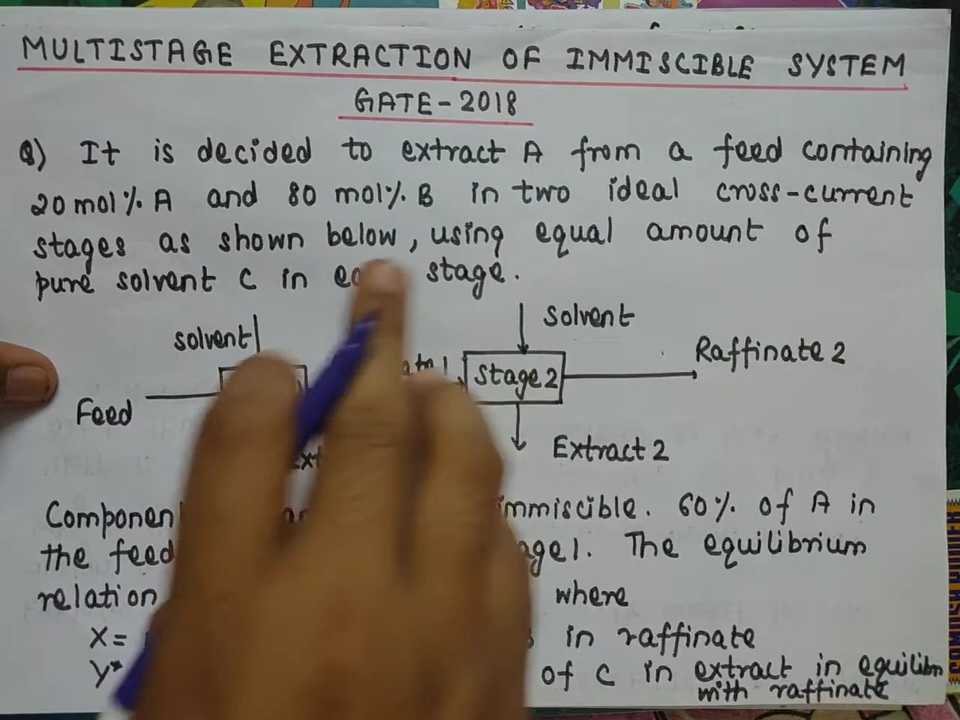 MULTISTAGE EXTRACTION OF IMMISCIBLE SYSTEM
GATE-2018
Q) It is decided to extract A from a feed containing
20 mol% A and 80 mol% B in two ideal cross-current
stages as shown below, using equal amount of
pure solvent C in stage.
solvent
Solvent
Feed
Stage 2
Raffinate 2
Extract 2
immiscible. 60% of A in
the feed 1. The equilibrium
relation where
X= in raffinate
Y* of C in extract in equilibm
with raffinate